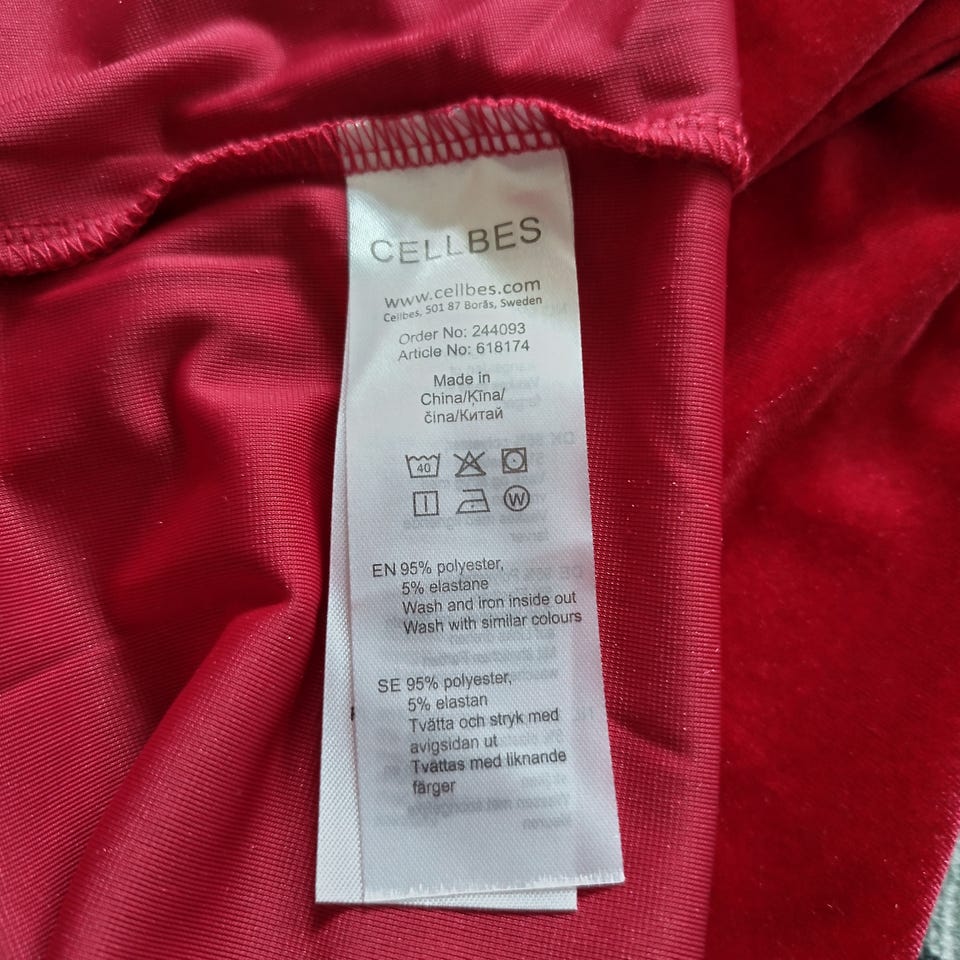 CELLBES
www.cellbes.com
Cellbes, 501 87 Borås, Sweden
Order No: 244093
Article No: 618174
Made in
China/Ķīna/
čína/Китай
40
W
EN 95% polyester,
5% elastane
Wash and iron inside out
Wash with similar colours
SE 95% polyester,
5% elastan
Tvätta och stryk med
avigsidan ut
Tvättas med liknande
färger